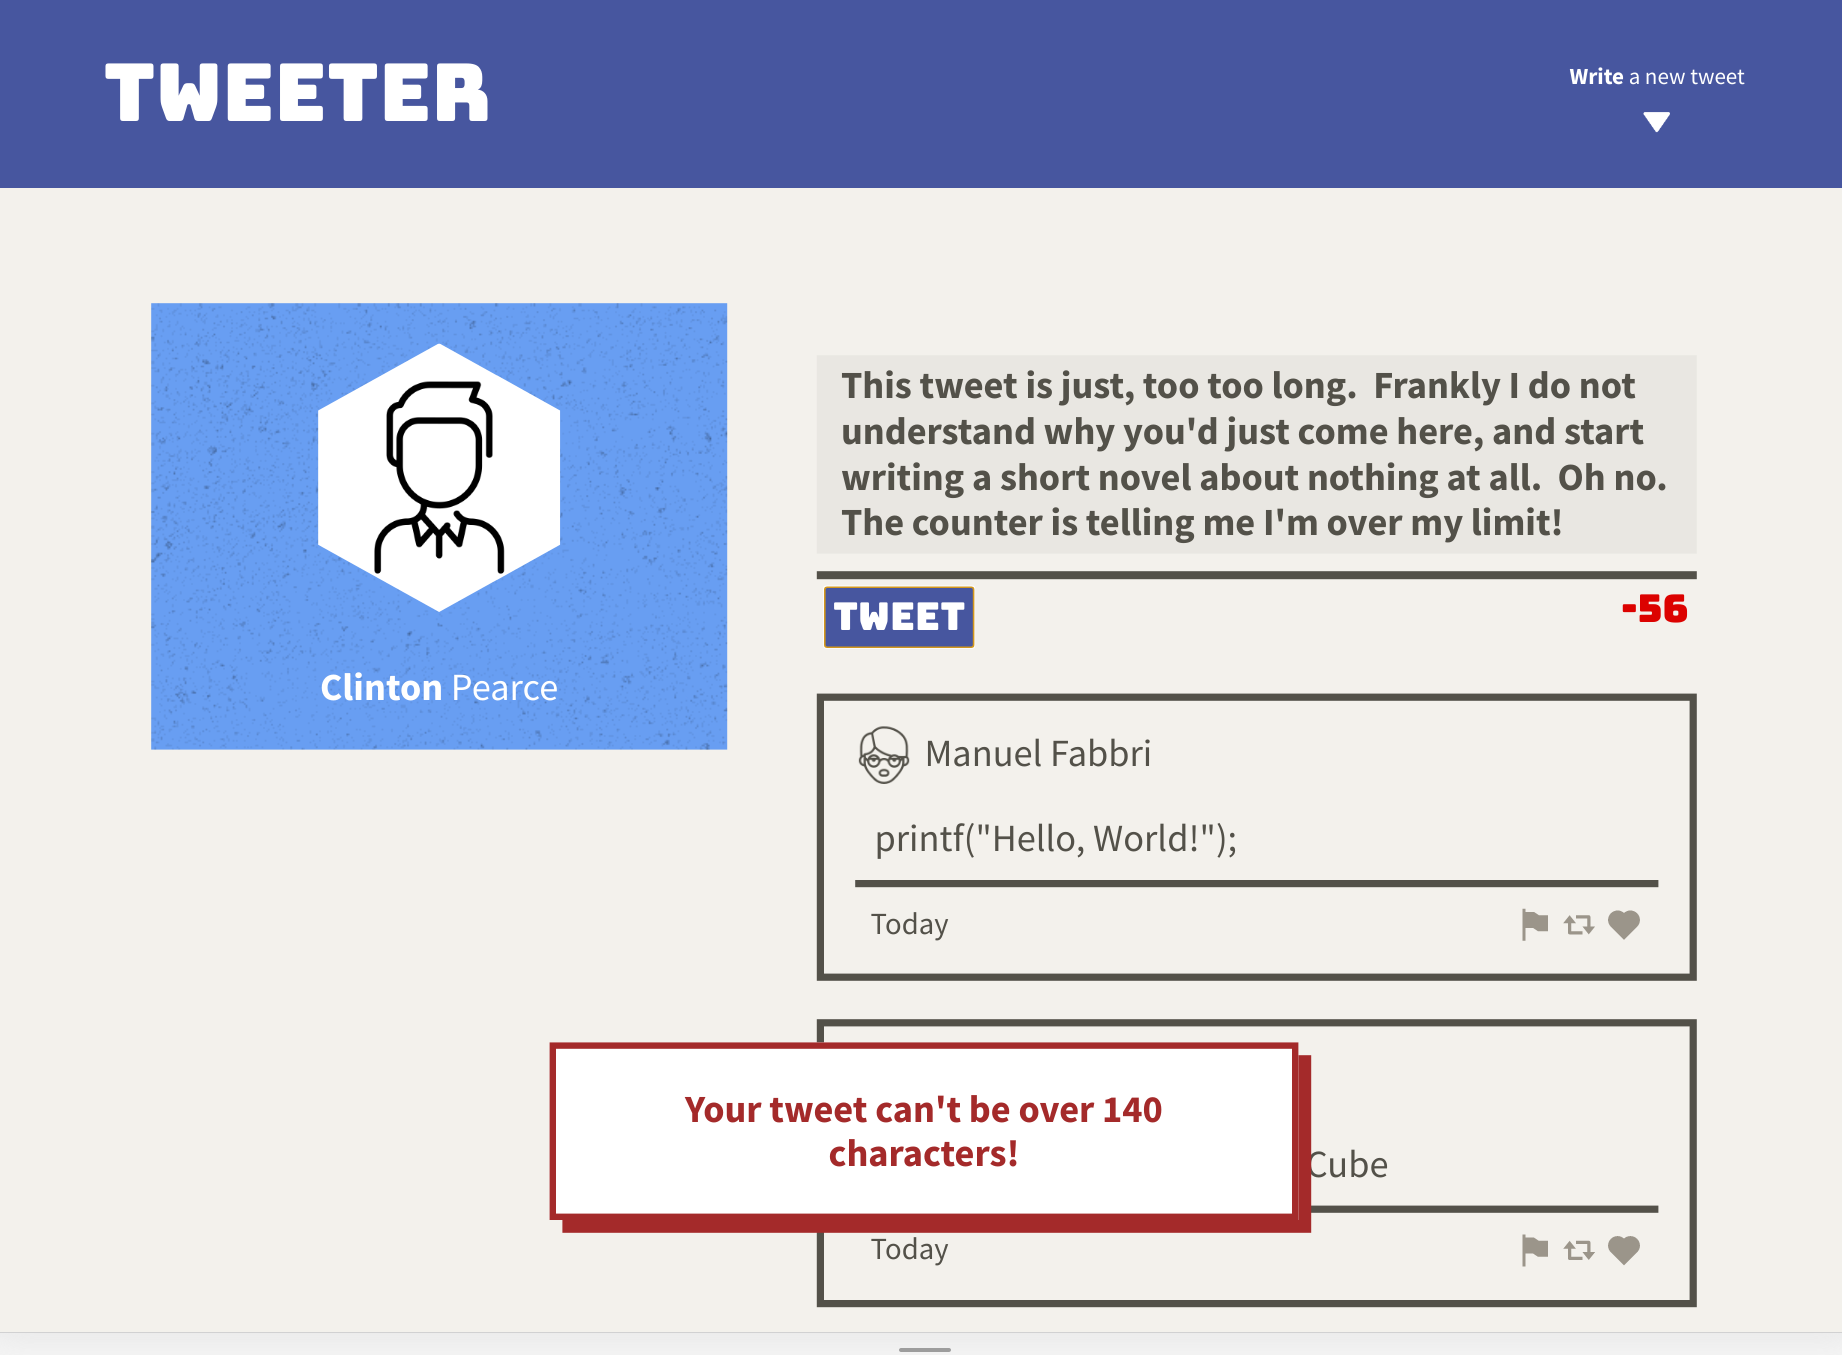 TWEETER
Write a new tweet
Clinton Pearce
This tweet is just, too too long.  Frankly I do not
understand why you'd just come here, and start
writing a short novel about nothing at all.  Oh no.
The counter is telling me I'm over my limit!
TWEET
-56
Manuel Fabbri
printf("Hello, World!");
Today
Your tweet can't be over 140
characters!
Cube
Today